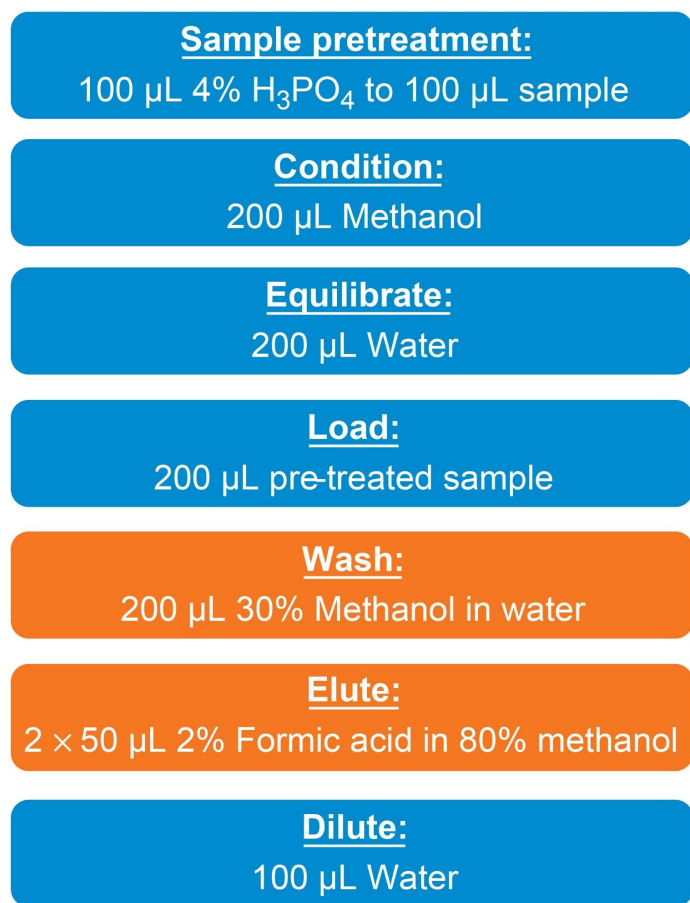 Sample pretreatment:
100 µL 4% H₃PO₄ to 100 µL sample
Condition:
200 µL Methanol
Equilibrate:
200 µL Water
Load:
200 µL pre-treated sample
Wash:
200 µL 30% Methanol in water
Elute:
2 × 50 µL 2% Formic acid in 80% methanol
Dilute:
100 µL Water